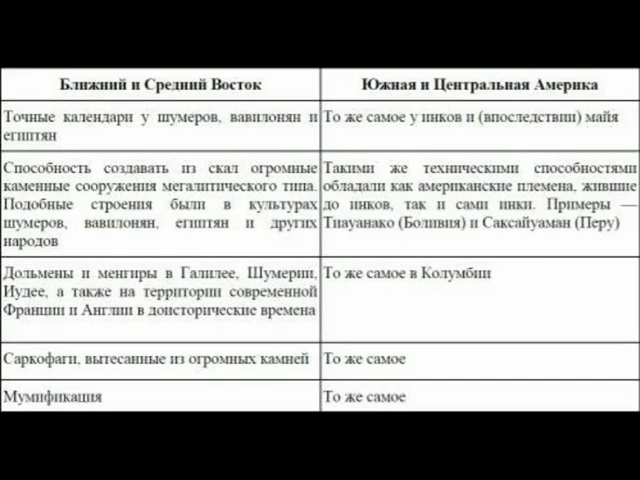 Ближний и Средний Восток
Южная и Центральная Америка
Точные календари у шумеров, вавилонян и
египтян
То же самое у инков и (впоследствии) майя
Способность создавать из скал огромные
каменные сооружения мегалитического типа.
Подобные строения были в культурах
шумеров, вавилонян, египтян и других
народов
Такими же техническими способностями
обладали как американские племена, жившие
до инков, так и сами инки. Примеры —
Тиауанако (Боливия) и Саксайуаман (Перу)
Дольмены и менгиры в Галилее, Шумерии,
Иудее, а также на территории современной
Франции и Англии в доисторические времена
То же самое в Колумбии
Саркофаги, вытесанные из огромных камней
То же самое
Мумификация
То же самое